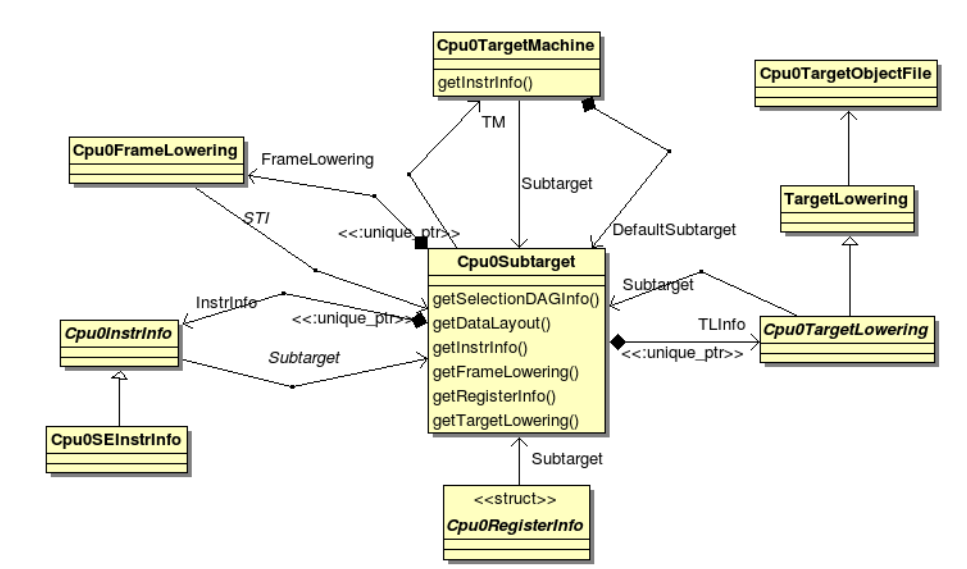 Cpu0TargetMachine
getInstrInfo()
Cpu0TargetObjectFile
TM
Cpu0FrameLowering
FrameLowering
Subtarget
TargetLowering
STI
<<:unique_ptr>>
DefaultSubtarget
Cpu0Subtarget
getSelectionDAGInfo()
getDataLayout()
getInstrInfo()
getFrameLowering()
getRegisterInfo()
getTargetLowering()
InstrInfo
<<:unique_ptr>>
Cpu0InstrInfo
Subtarget
Subtarget
TLInfo
<<:unique_ptr>>
Cpu0TargetLowering
Cpu0SEInstrInfo
Subtarget
<<struct>>
Cpu0RegisterInfo